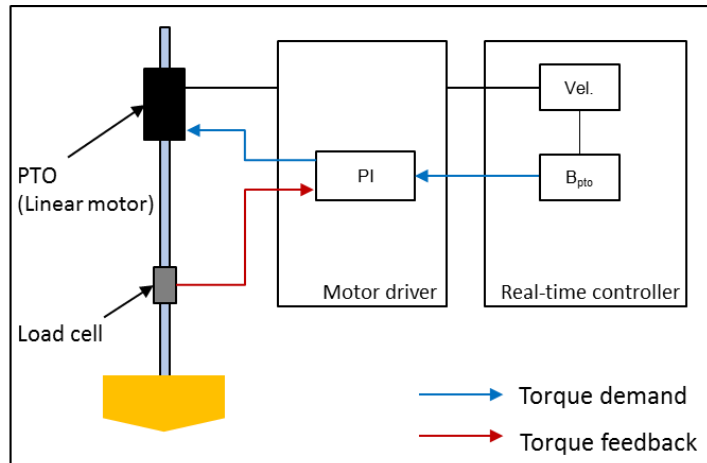 Vel.
PTO
(Linear motor)
PI
Bpto
Motor driver
Real-time controller
Load cell
Torque demand
Torque feedback